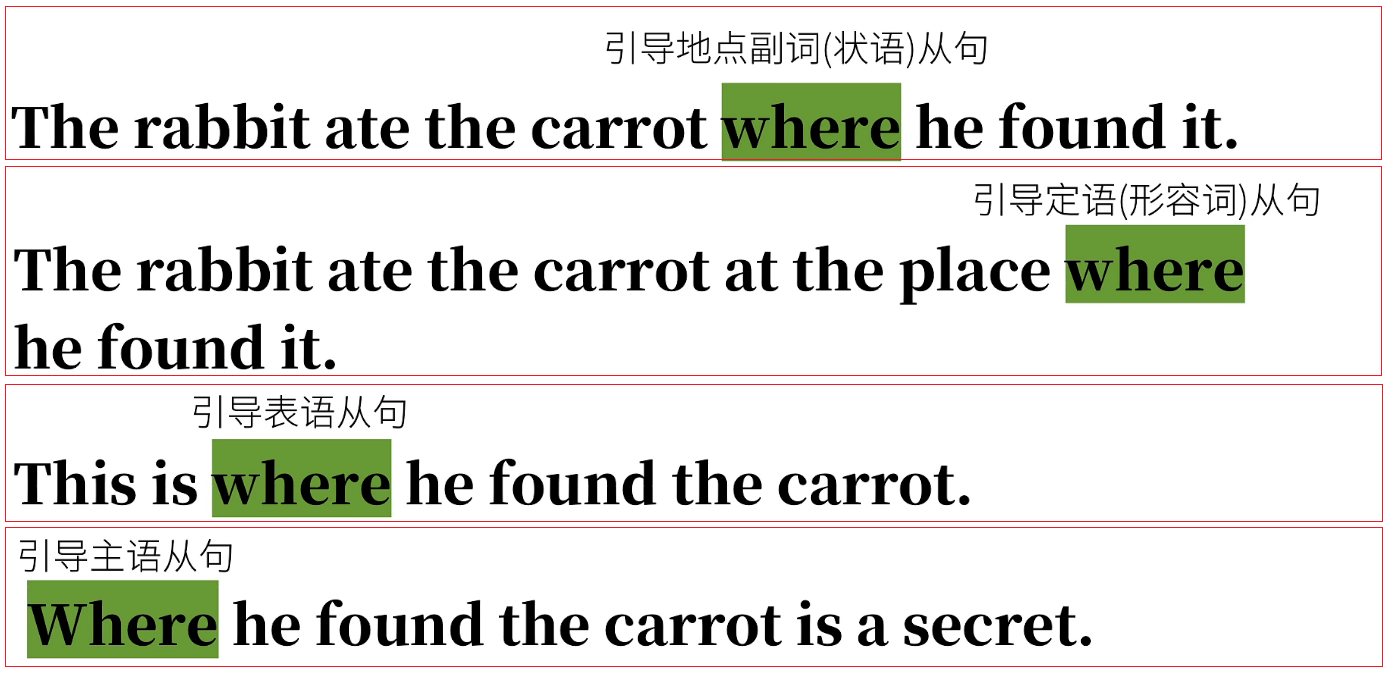 引导地点副词(状语)从句
The rabbit ate the carrot where he found it.
引导定语(形容词)从句
The rabbit ate the carrot at the place where
he found it.
引导表语从句
This is where he found the carrot.
引导主语从句
Where he found the carrot is a secret.